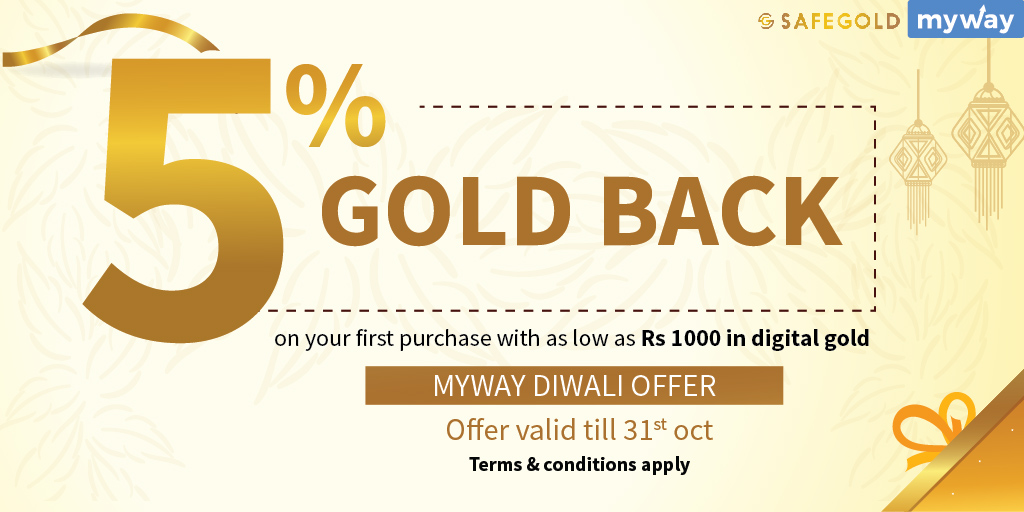 SAFEGOLD myway
5%
GOLD BACK
on your first purchase with as low as Rs 1000 in digital gold
MYWAY DIWALI OFFER
Offer valid till 31st oct
Terms & conditions apply